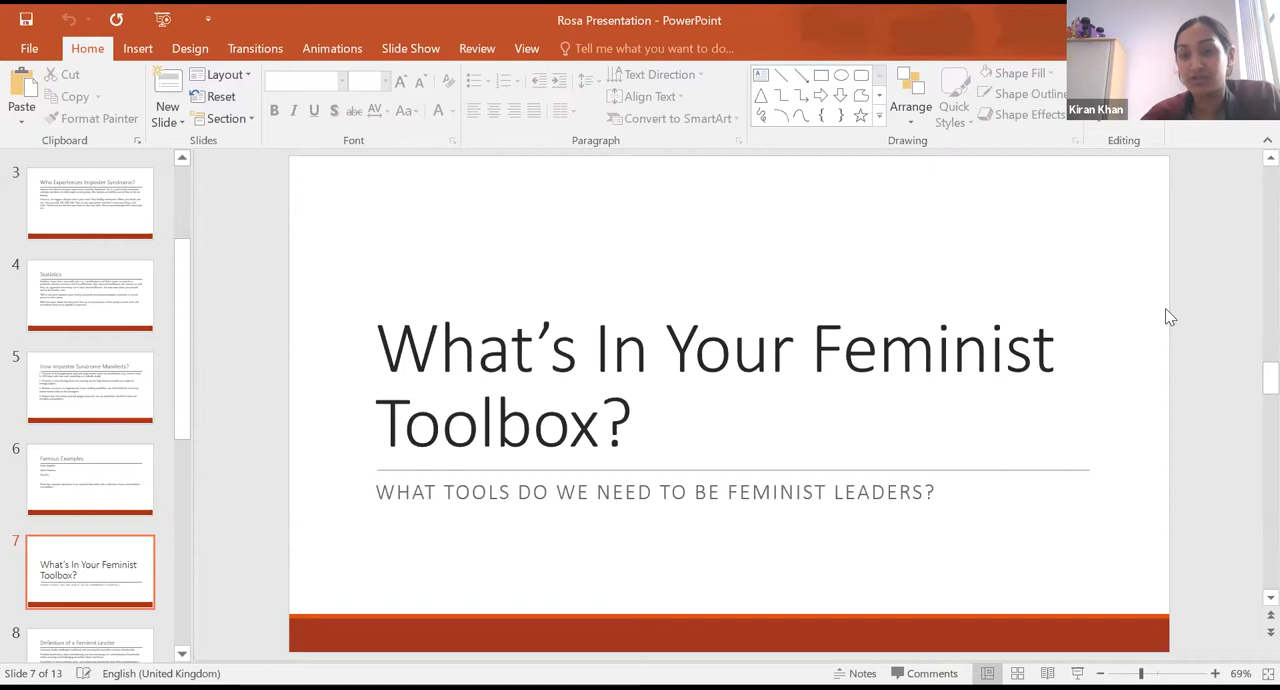 Rosa Presentation - PowerPoint
File Home Insert Design Transitions Animations Slide Show Review View Tell me what you want to do...
Paste
Cut
Copy
Format Painter
Clipboard
New Slide
Layout
Reset
Section
Slides
B I U S abc AV Aa A
Font
Text Direction
Align Text
Convert to SmartArt
Paragraph
Arrange
Quick Styles
Shape Fill
Shape Outline
Shape Effects
Drawing
Editing
Kiran Khan
3
Who Experiences Imposter Syndrome?
4
Statistics
5
How Imposter Syndrome Manifests?
6
Famous Examples
7
What's In Your Feminist
Toolbox?
8
Definition of a Feminist Leader
What's In Your Feminist
Toolbox?
WHAT TOOLS DO WE NEED TO BE FEMINIST LEADERS?
Slide 7 of 13 English (United Kingdom) Notes Comments 69%